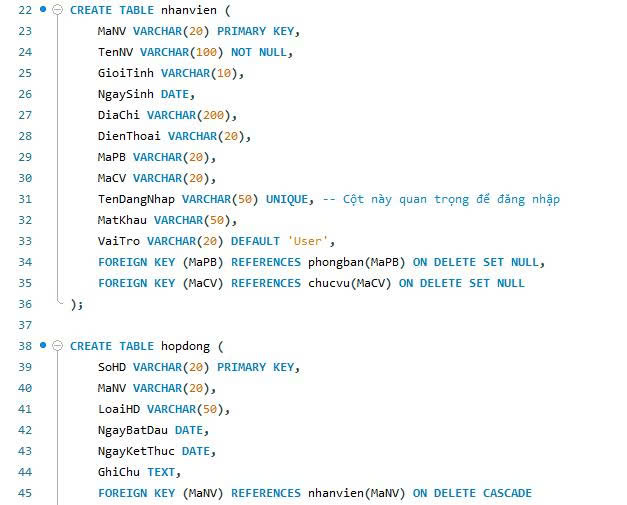 22 CREATE TABLE nhanvien (
23 MaNV VARCHAR(20) PRIMARY KEY,
24 TenNV VARCHAR(100) NOT NULL,
25 GioiTinh VARCHAR(10),
26 NgaySinh DATE,
27 DiaChi VARCHAR(200),
28 DienThoai VARCHAR(20),
29 MaPB VARCHAR(20),
30 MaCV VARCHAR(20),
31 TenDangNhap VARCHAR(50) UNIQUE, -- Cột này quan trọng để đăng nhập
32 MatKhau VARCHAR(50),
33 VaiTro VARCHAR(20) DEFAULT 'User',
34 FOREIGN KEY (MaPB) REFERENCES phongban(MaPB) ON DELETE SET NULL,
35 FOREIGN KEY (MaCV) REFERENCES chucvu(MaCV) ON DELETE SET NULL
36 );
37
38 CREATE TABLE hopdong (
39 SoHD VARCHAR(20) PRIMARY KEY,
40 MaNV VARCHAR(20),
41 LoaiHD VARCHAR(50),
42 NgayBatDau DATE,
43 NgayKetThuc DATE,
44 GhiChu TEXT,
45 FOREIGN KEY (MaNV) REFERENCES nhanvien(MaNV) ON DELETE CASCADE